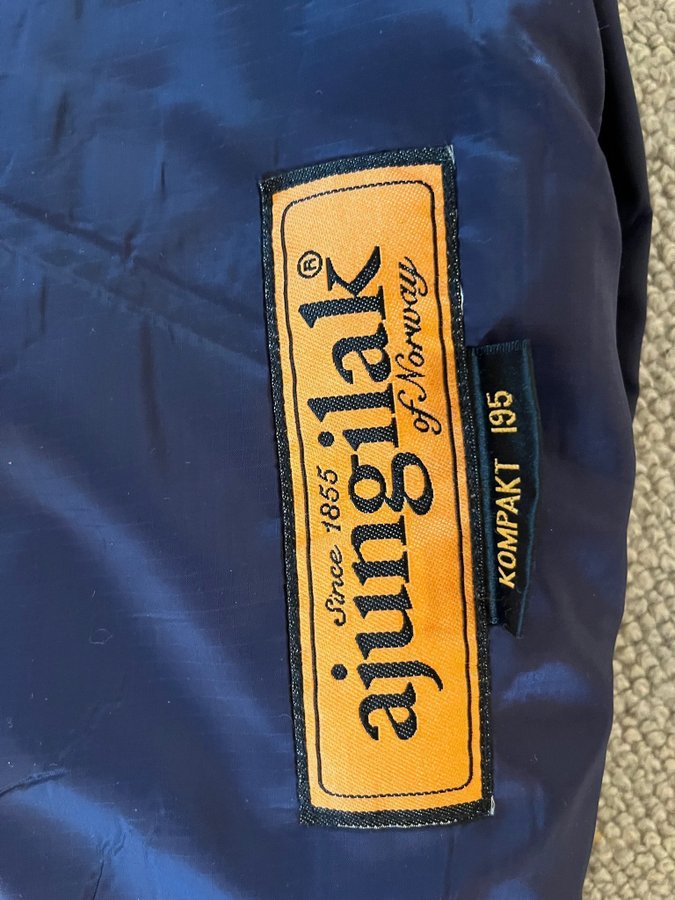 Since 1855
ajungilak®
of Norway
KOMPAKT 195